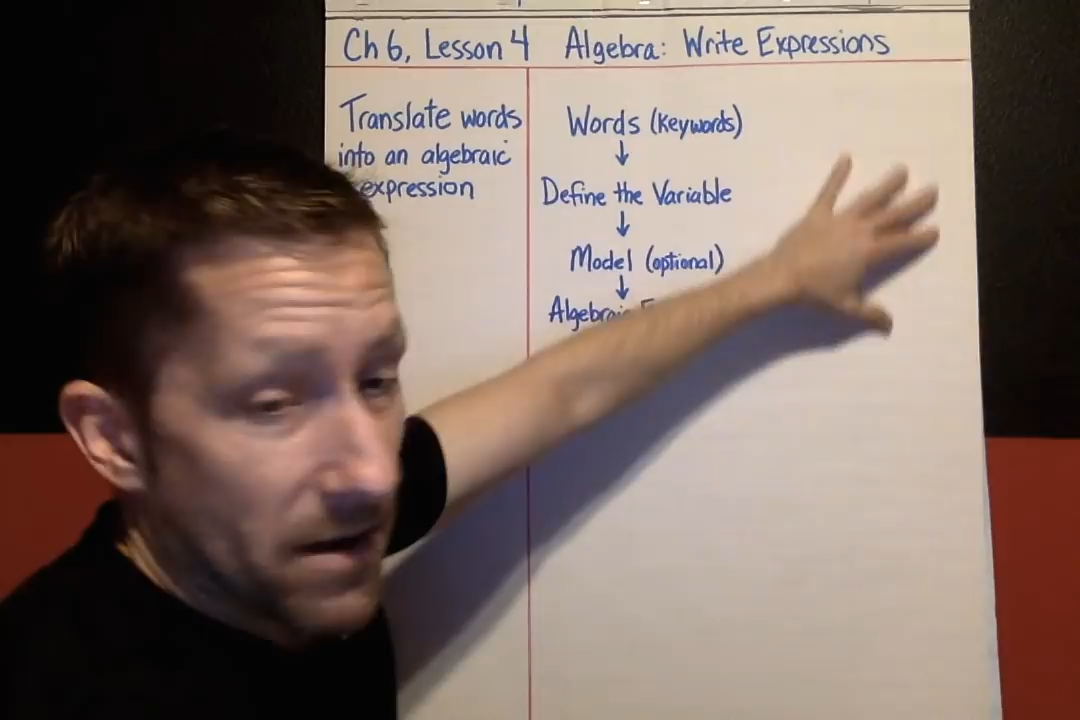 Ch 6, Lesson 4 Algebra: Write Expressions
Translate words
into an algebraic
expression
Words (keywords)
↓
Define the Variable
↓
Model (optional)
↓